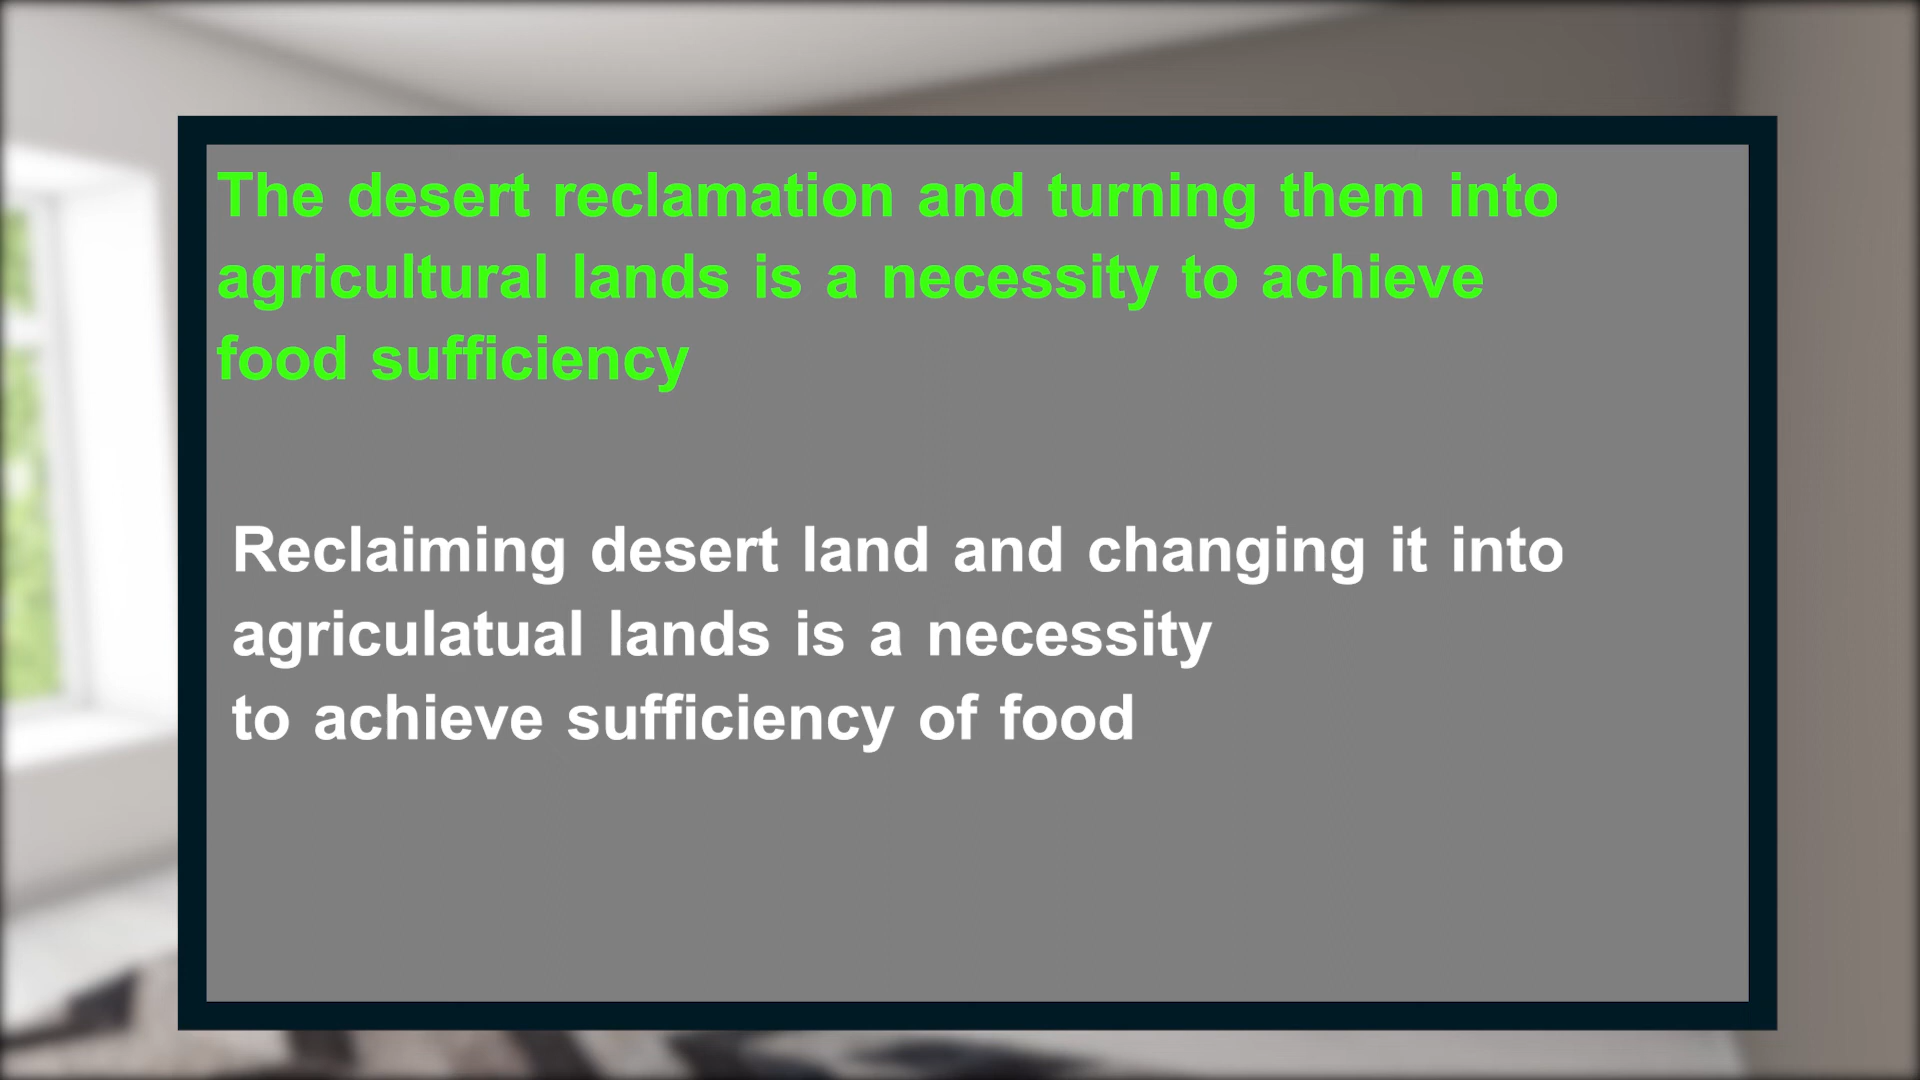 The desert reclamation and turning them into
agricultural lands is a necessity to achieve
food sufficiency
Reclaiming desert land and changing it into
agriculatual lands is a necessity
to achieve sufficiency of food